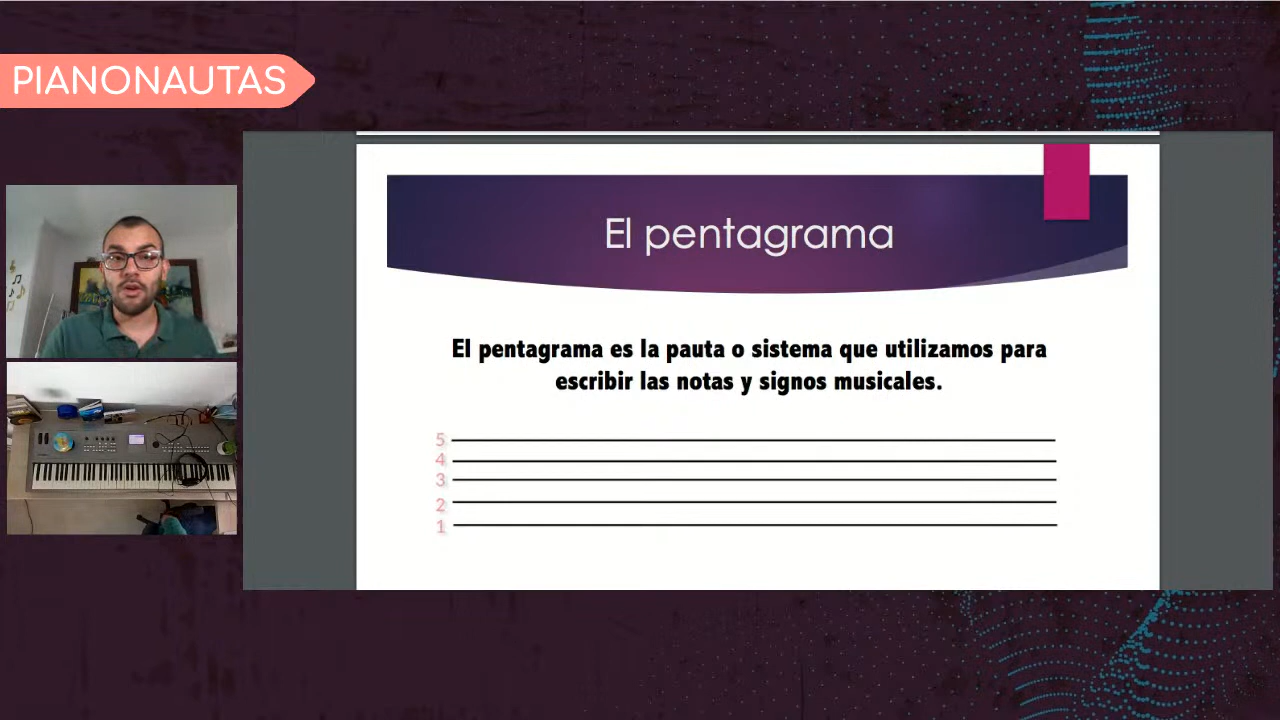 PIANONAUTAS
El pentagrama
El pentagrama es la pauta o sistema que utilizamos para
escribir las notas y signos musicales.
5
4
3
2
1